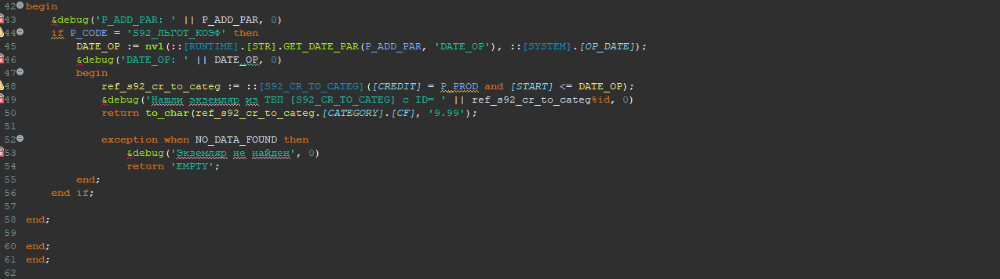 42 begin
43 &debug('P_ADD_PAR: ' || P_ADD_PAR, 0)
44 if P_CODE = 'S92_ЛЬГОТ_КОЭФ' then
45 DATE_OP := nvl(::[RUNTIME].[STR].GET_DATE_PAR(P_ADD_PAR, 'DATE_OP'), ::[SYSTEM].[OP_DATE]);
46 &debug('DATE_OP: ' || DATE_OP, 0)
47 begin
48 ref_s92_cr_to_categ := ::[S92_CR_TO_CATEG]([CREDIT] = P_PROD and [START] <= DATE_OP);
49 &debug('Нашли экземляр из ТБП [S92_CR_TO_CATEG] с ID= ' || ref_s92_cr_to_categ%id, 0)
50 return to_char(ref_s92_cr_to_categ.[CATEGORY].[CF], '9.99');
51
52 exception when NO_DATA_FOUND then
53 &debug('Экземляр не найден', 0)
54 return 'EMPTY';
55 end;
56 end if;
57
58 end;
59
60 end;
61 end;
62